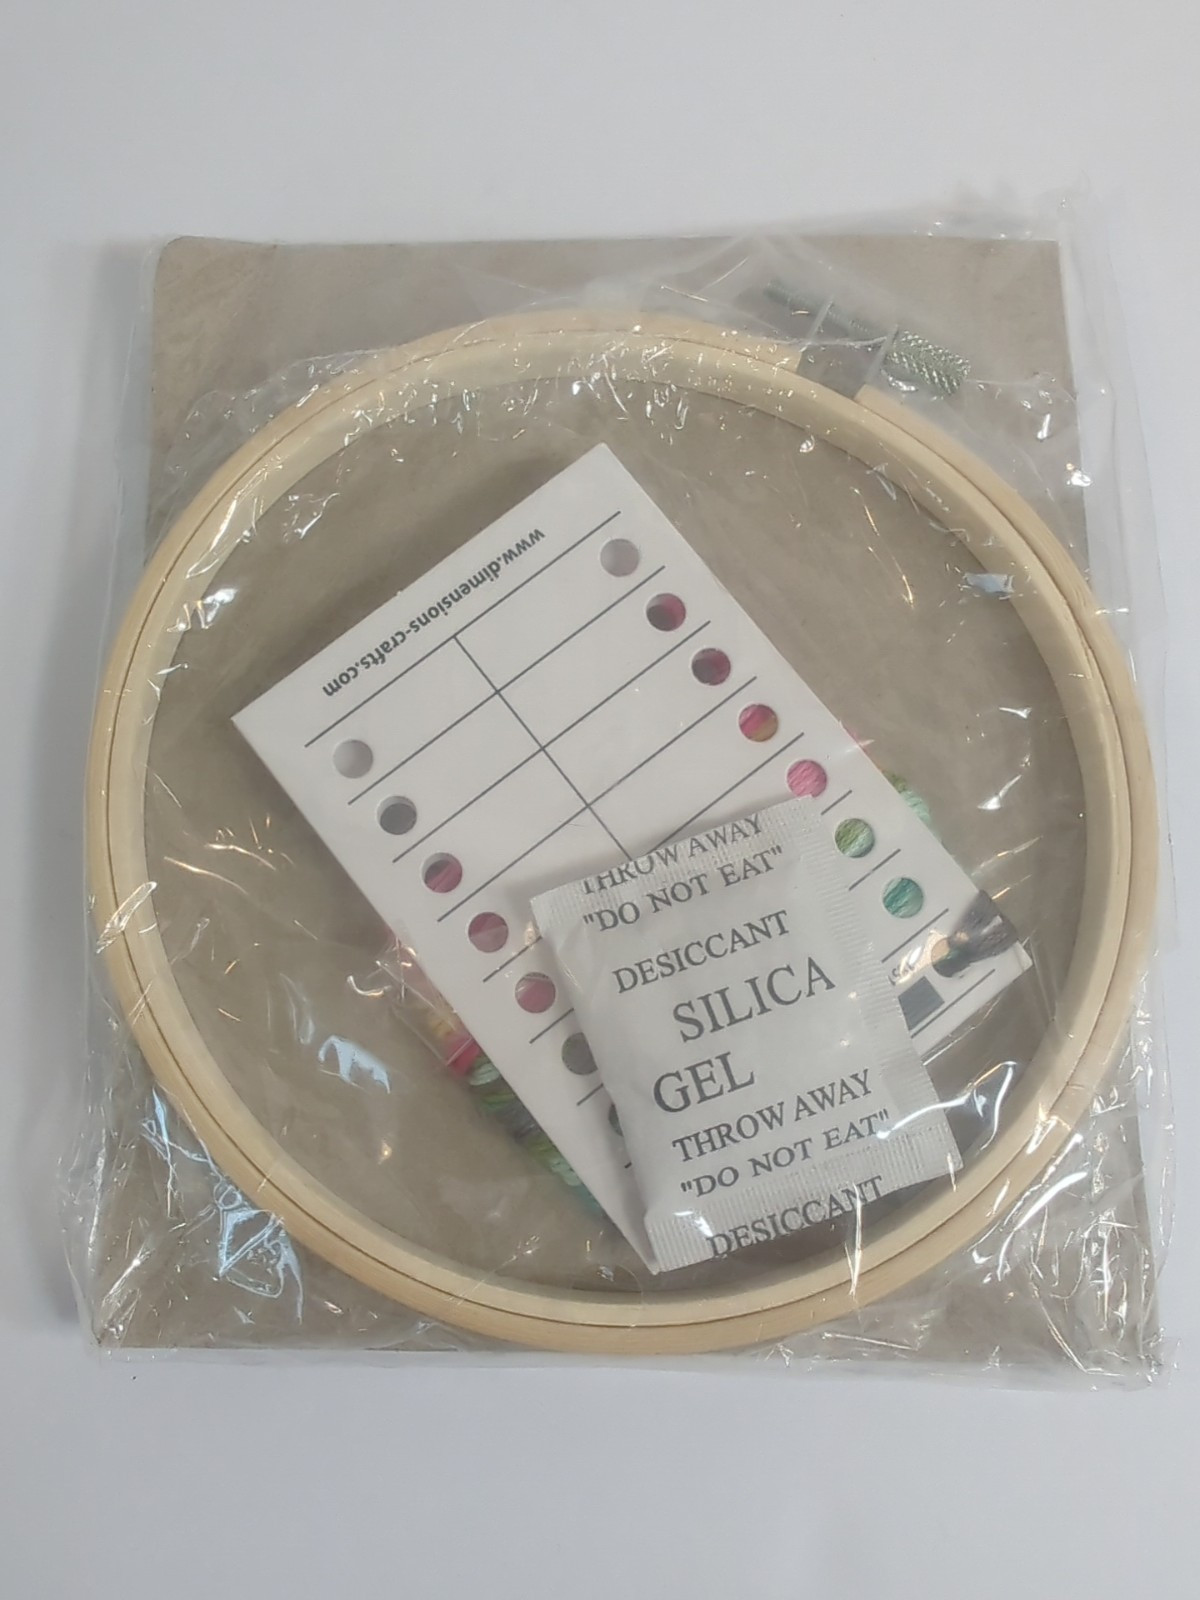 www.dimensions-crafts.com
THROW AWAY
"DO NOT EAT"
DESICCANT
SILICA
GEL
THROW AWAY
"DO NOT EAT"
DESICCANT